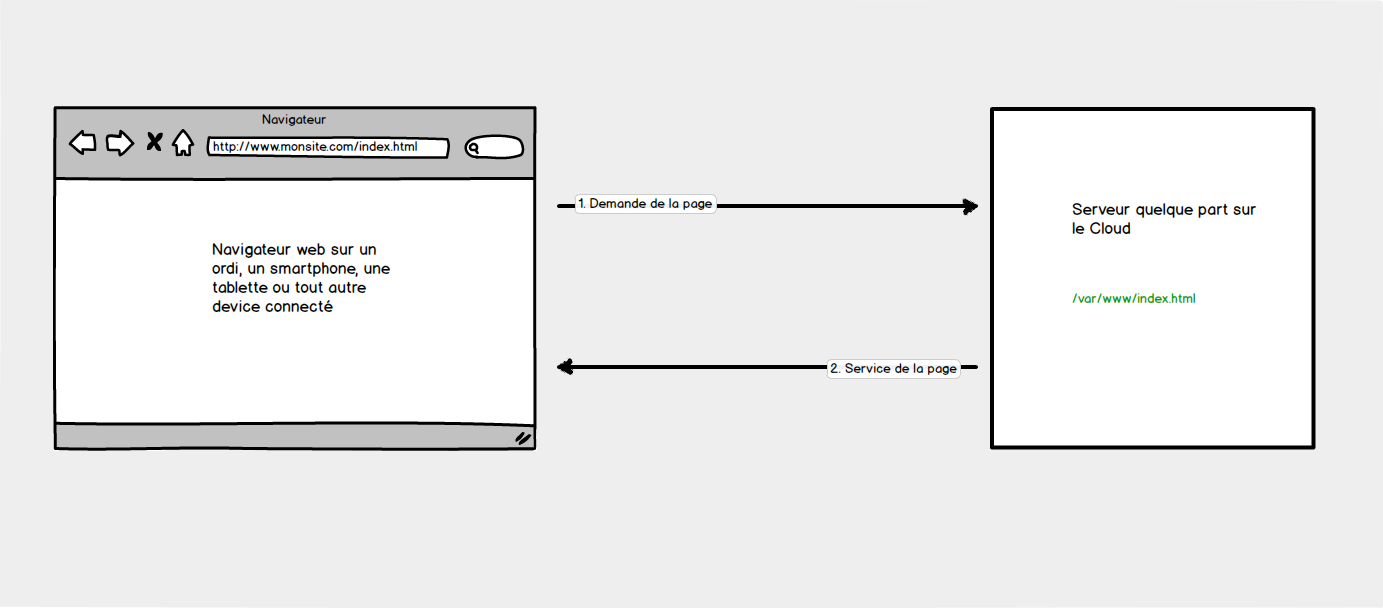 Navigateur
http://www.monsite.com/index.html
Navigateur web sur un
ordi, un smartphone, une
tablette ou tout autre
device connecté
1. Demande de la page
2. Service de la page
Serveur quelque part sur
le Cloud
/var/www/index.html